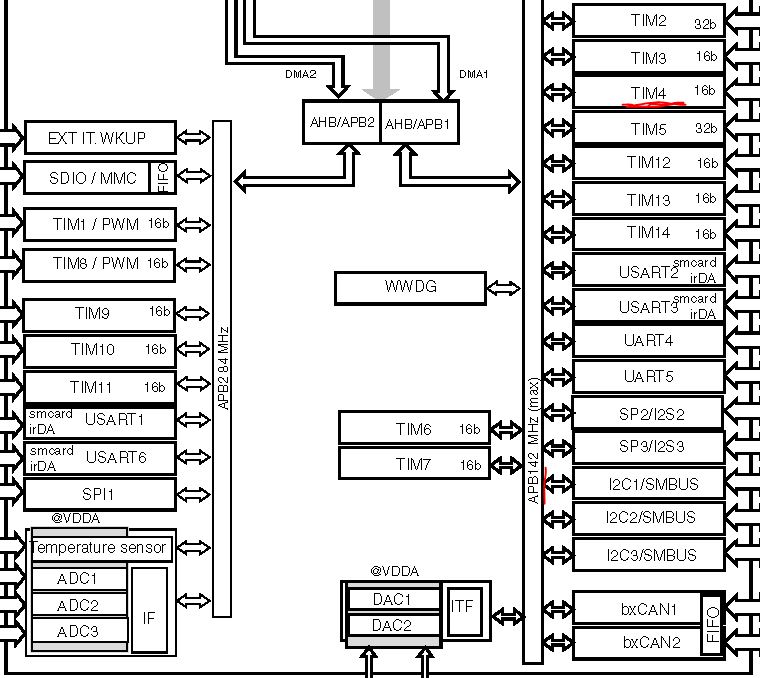 DMA2
DMA1
AHB/APB2
AHB/APB1
EXT IT. WKUP
SDIO / MMC
FIFO
TIM1 / PWM 16b
TIM8 / PWM 16b
TIM9 16b
TIM10 16b
TIM11 16b
smcard
irDA
USART1
smcard
irDA
USART6
SPI1
@VDDA
Temperature sensor
ADC1
ADC2
ADC3
IF
APB2 84 MHz
WWDG
TIM6 16b
TIM7 16b
@VDDA
DAC1
DAC2
ITF
APB142 MHz (max)
TIM2 32b
TIM3 16b
TIM4 16b
TIM5 32b
TIM12 16b
TIM13 16b
TIM14 16b
USART2
smcard
irDA
USART3
smcard
irDA
UART4
UART5
SP2/I2S2
SP3/I2S3
I2C1/SMBUS
I2C2/SMBUS
I2C3/SMBUS
bxCAN1
bxCAN2
FIFO